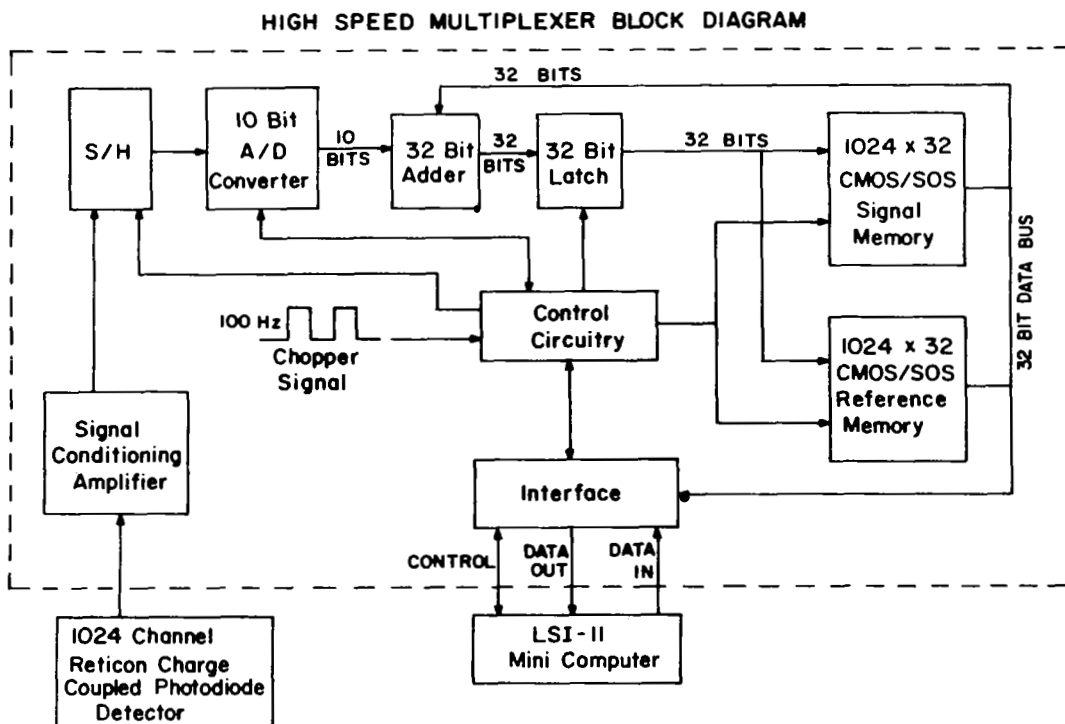 HIGH SPEED MULTIPLEXER BLOCK DIAGRAM
32 BITS
S/H
10 Bit
A/D
Converter
10
BITS
32 Bit
Adder
32
BITS
32 Bit
Latch
32 BITS
1024 x 32
CMOS/SOS
Signal
Memory
32 BIT DATA BUS
100 Hz
Chopper
Signal
Control
Circuitry
1024 x 32
CMOS/SOS
Reference
Memory
Signal
Conditioning
Amplifier
Interface
CONTROL
DATA
OUT
DATA
IN
1024 Channel
Reticon Charge
Coupled Photodiode
Detector
LSI-11
Mini Computer